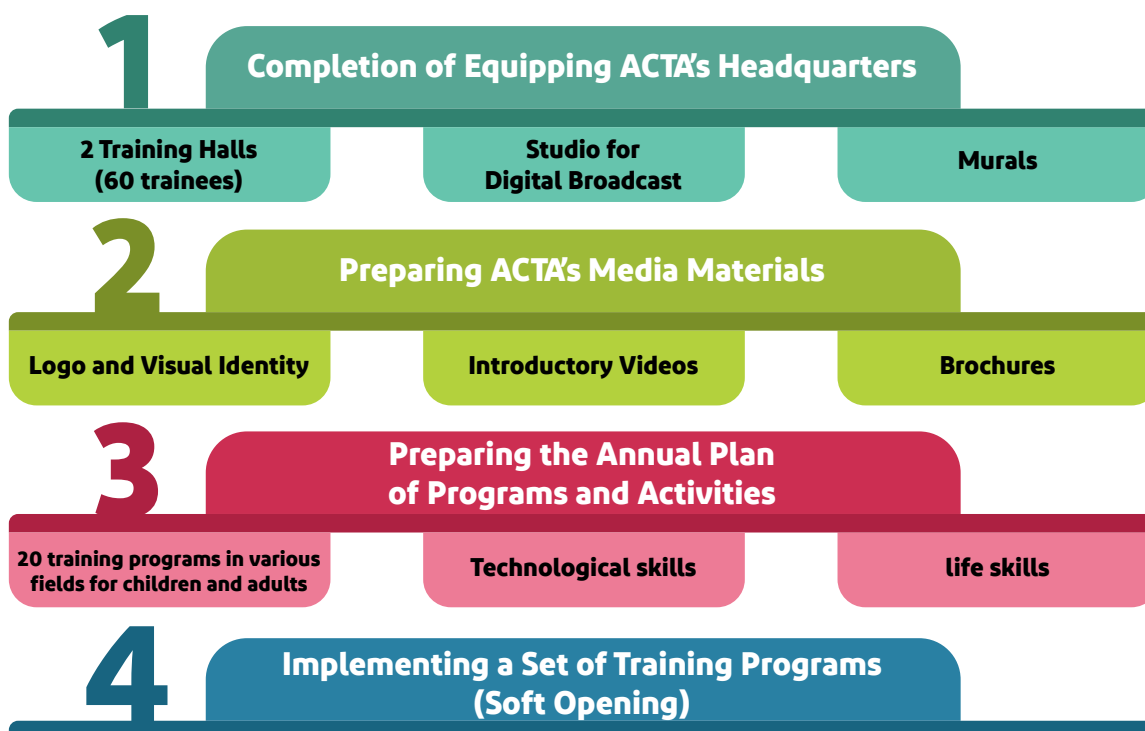 1
Completion of Equipping ACTA's Headquarters
2 Training Halls
(60 trainees)
Studio for
Digital Broadcast
Murals
2
Preparing ACTA's Media Materials
Logo and Visual Identity
Introductory Videos
Brochures
3
Preparing the Annual Plan
of Programs and Activities
20 training programs in various
fields for children and adults
Technological skills
life skills
4
Implementing a Set of Training Programs
(Soft Opening)